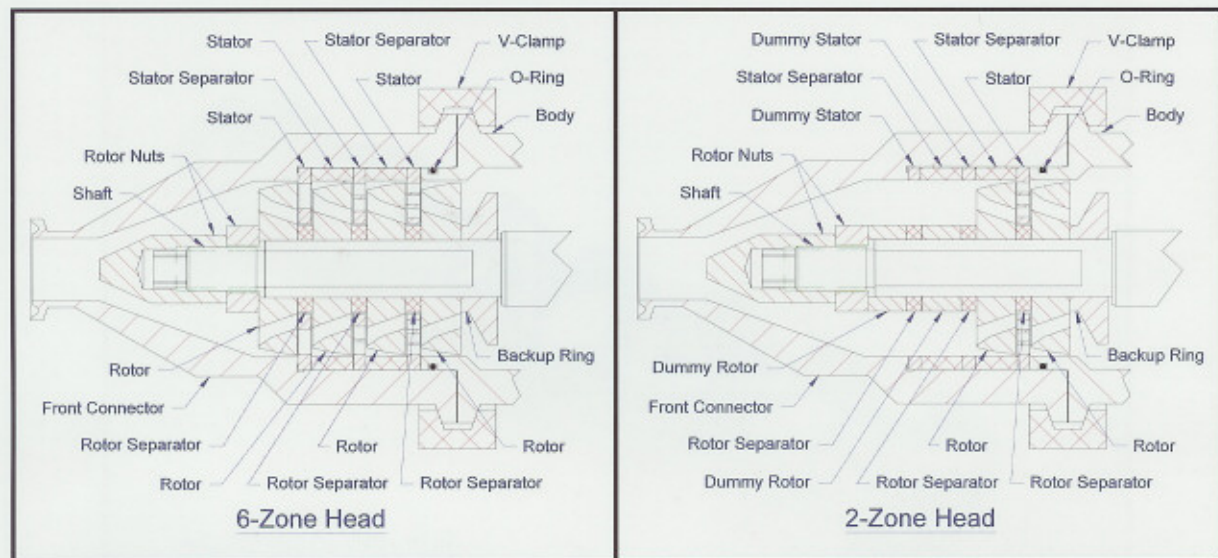 Stator
Stator Separator
V-Clamp
Stator Separator
Stator
O-Ring
Stator
Body
Rotor Nuts
Shaft
Backup Ring
Rotor
Front Connector
Rotor Separator
Rotor
Rotor
Rotor
Rotor Separator
Rotor Separator
6-Zone Head
Dummy Stator
Stator Separator
V-Clamp
Stator Separator
Stator
O-Ring
Dummy Stator
Body
Rotor Nuts
Shaft
Backup Ring
Dummy Rotor
Front Connector
Rotor Separator
Rotor
Rotor
Dummy Rotor
Rotor Separator
Rotor Separator
2-Zone Head